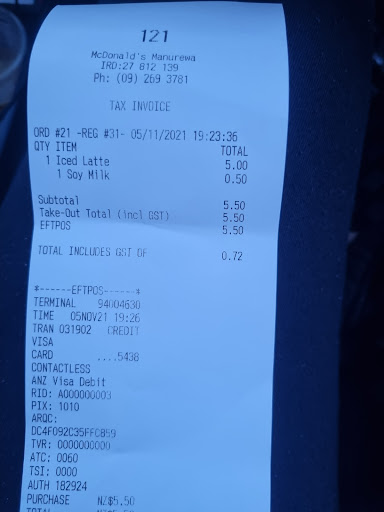 121
McDonald's Manurewa
IRD:27 812 139
Ph: (09) 269 3781
TAX INVOICE
ORD #21 -REG #31- 05/11/2021 19:23:36
QTY ITEM TOTAL
1 Iced Latte 5.00
1 Soy Milk 0.50
Subtotal 5.50
Take-Out Total (incl GST) 5.50
EFTPOS 5.50
TOTAL INCLUDES GST OF 0.72
*------EFTPOS------*
TERMINAL 94004630
TIME 05NOV21 19:26
TRAN 031902 CREDIT
VISA
CARD ....5438
CONTACTLESS
ANZ Visa Debit
RID: A000000003
PIX: 1010
ARQC:
DC4F092C35FFC859
TVR: 0000000000
ATC: 0060
TSI: 0000
AUTH 182924
PURCHASE NZ$5.50
TOTAL NZ$5.50